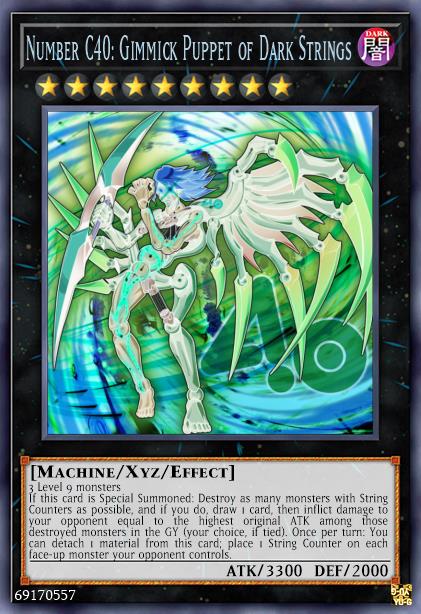 NUMBER C40: GIMMICK PUPPET OF DARK STRINGS
DARK
闇
40
[MACHINE/XYZ/EFFECT]
3 Level 9 monsters
If this card is Special Summoned: Destroy as many monsters with String
Counters as possible, and if you do, draw 1 card, then inflict damage to
your opponent equal to the highest original ATK among those
destroyed monsters in the GY (your choice, if tied). Once per turn: You
can detach 1 material from this card; place 1 String Counter on each
face-up monster your opponent controls.
ATK/3300 DEF/2000
69170557